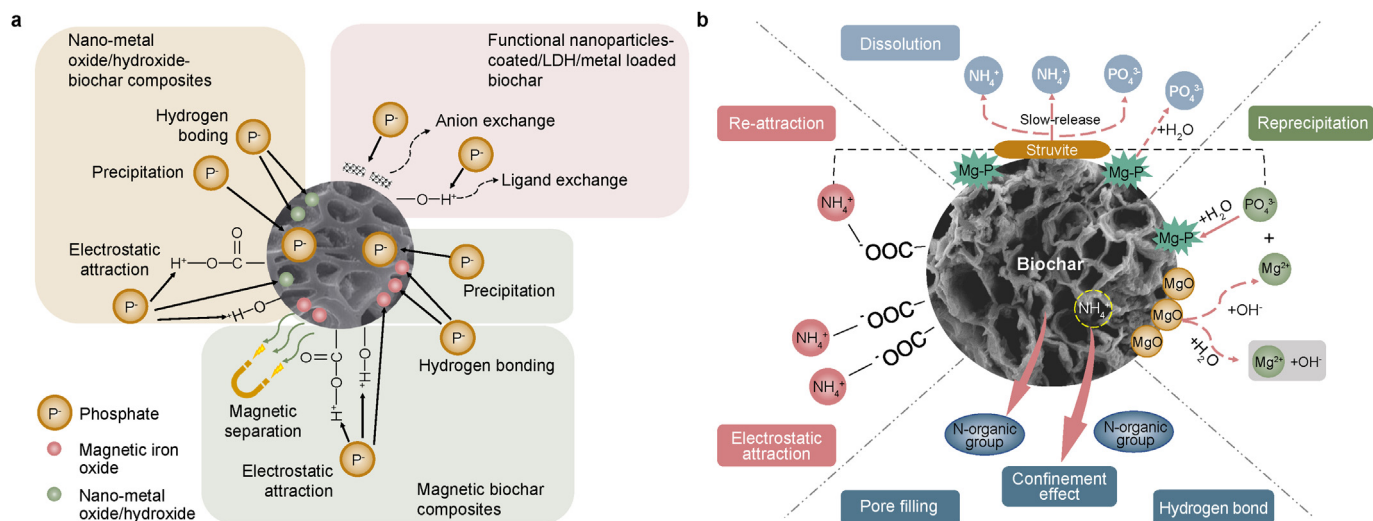 a
Nano-metal
oxide/hydroxide-
biochar composites
Hydrogen
boding
P-
Precipitation
P-
Electrostatic
attraction
H+
O
C
O
P-
+H
O
Functional nanoparticles-
coated/LDH/metal loaded
biochar
P-
Anion exchange
P-
O
H+
Ligand exchange
P-
P-
P-
Precipitation
P-
Hydrogen bonding
Magnetic
separation
C
O
O
H+
O
H+
P-
Electrostatic
attraction
Magnetic biochar
composites
P-
Phosphate
Magnetic iron
oxide
Nano-metal
oxide/hydroxide
b
Dissolution
NH₄⁺
NH₄⁺
PO₄³⁻
PO₄³⁻
Slow-release
+H₂O
Struvite
Re-attraction
Reprecipitation
Mg-P
Mg-P
NH₄⁺
-OOC
+H₂O
PO₄³⁻
Mg-P
+
Mg²⁺
Biochar
MgO
MgO
MgO
NH₄⁺
+OH⁻
+H₂O
Mg²⁺ +OH⁻
NH₄⁺
-OOC
NH₄⁺
-OOC
Electrostatic
attraction
N-organic
group
N-organic
group
Confinement
effect
Pore filling
Hydrogen bond